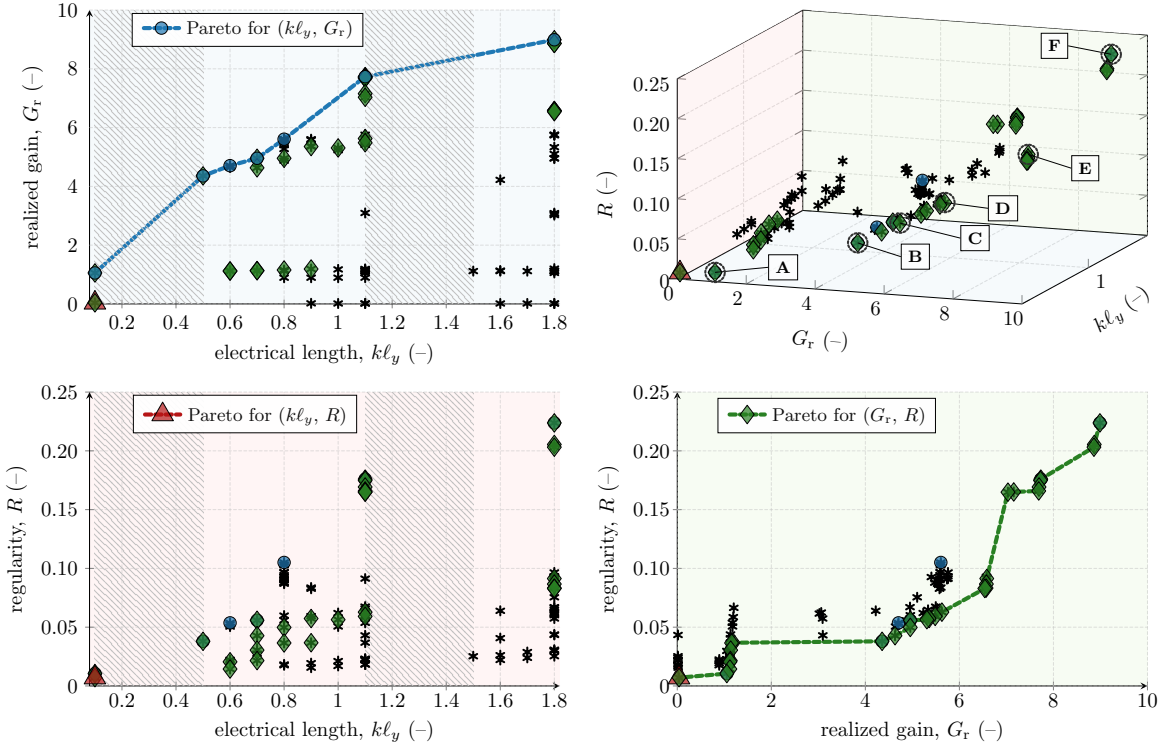 Pareto for (kℓy, Gr)
realized gain, Gr (–)
10
8
6
4
2
0
0.2 0.4 0.6 0.8 1 1.2 1.4 1.6 1.8
electrical length, kℓy (–)
R (–)
0.25
0.20
0.15
0.10
0.05
0
0 2 4 6 8 10
Gr (–)
1
kℓy (–)
F
E
D
C
B
A
Pareto for (kℓy, R)
regularity, R (–)
0.25
0.20
0.15
0.10
0.05
0
0.2 0.4 0.6 0.8 1 1.2 1.4 1.6 1.8
electrical length, kℓy (–)
Pareto for (Gr, R)
regularity, R (–)
0.25
0.20
0.15
0.10
0.05
0
0 2 4 6 8 10
realized gain, Gr (–)